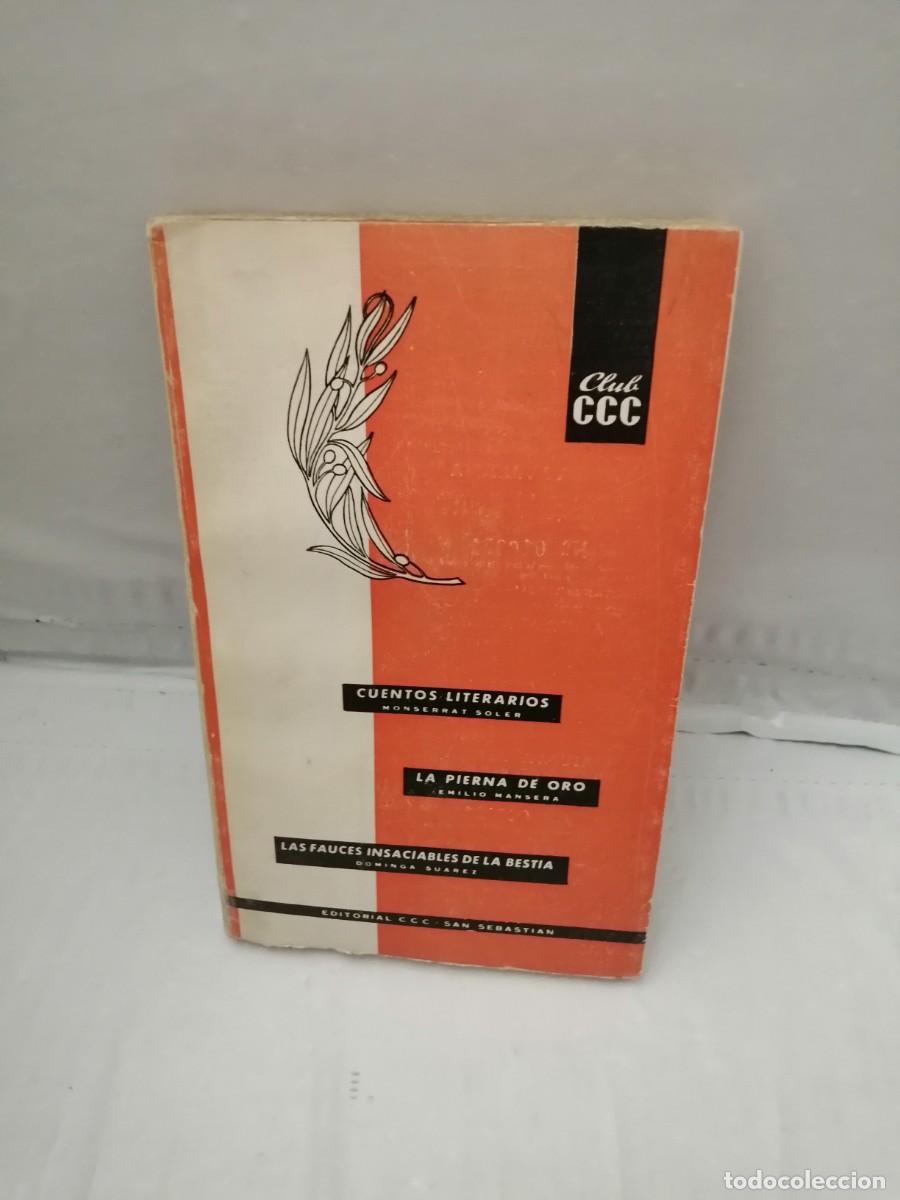 Club
CCC
CUENTOS LITERARIOS
MONSERRAT SOLER
LA PIERNA DE ORO
EMILIO MANSERA
LAS FAUCES INSACIABLES DE LA BESTIA
DOMINGA SUAREZ
EDITORIAL CCC - SAN SEBASTIAN
todocoleccion